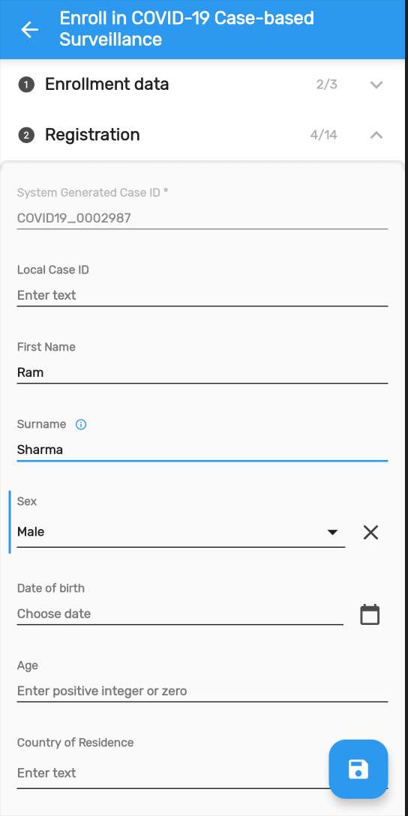 Enroll in COVID-19 Case-based
Surveillance
1 Enrollment data 2/3
2 Registration 4/14
System Generated Case ID *
COVID19_0002987
Local Case ID
Enter text
First Name
Ram
Surname
Sharma
Sex
Male
Date of birth
Choose date
Age
Enter positive integer or zero
Country of Residence
Enter text